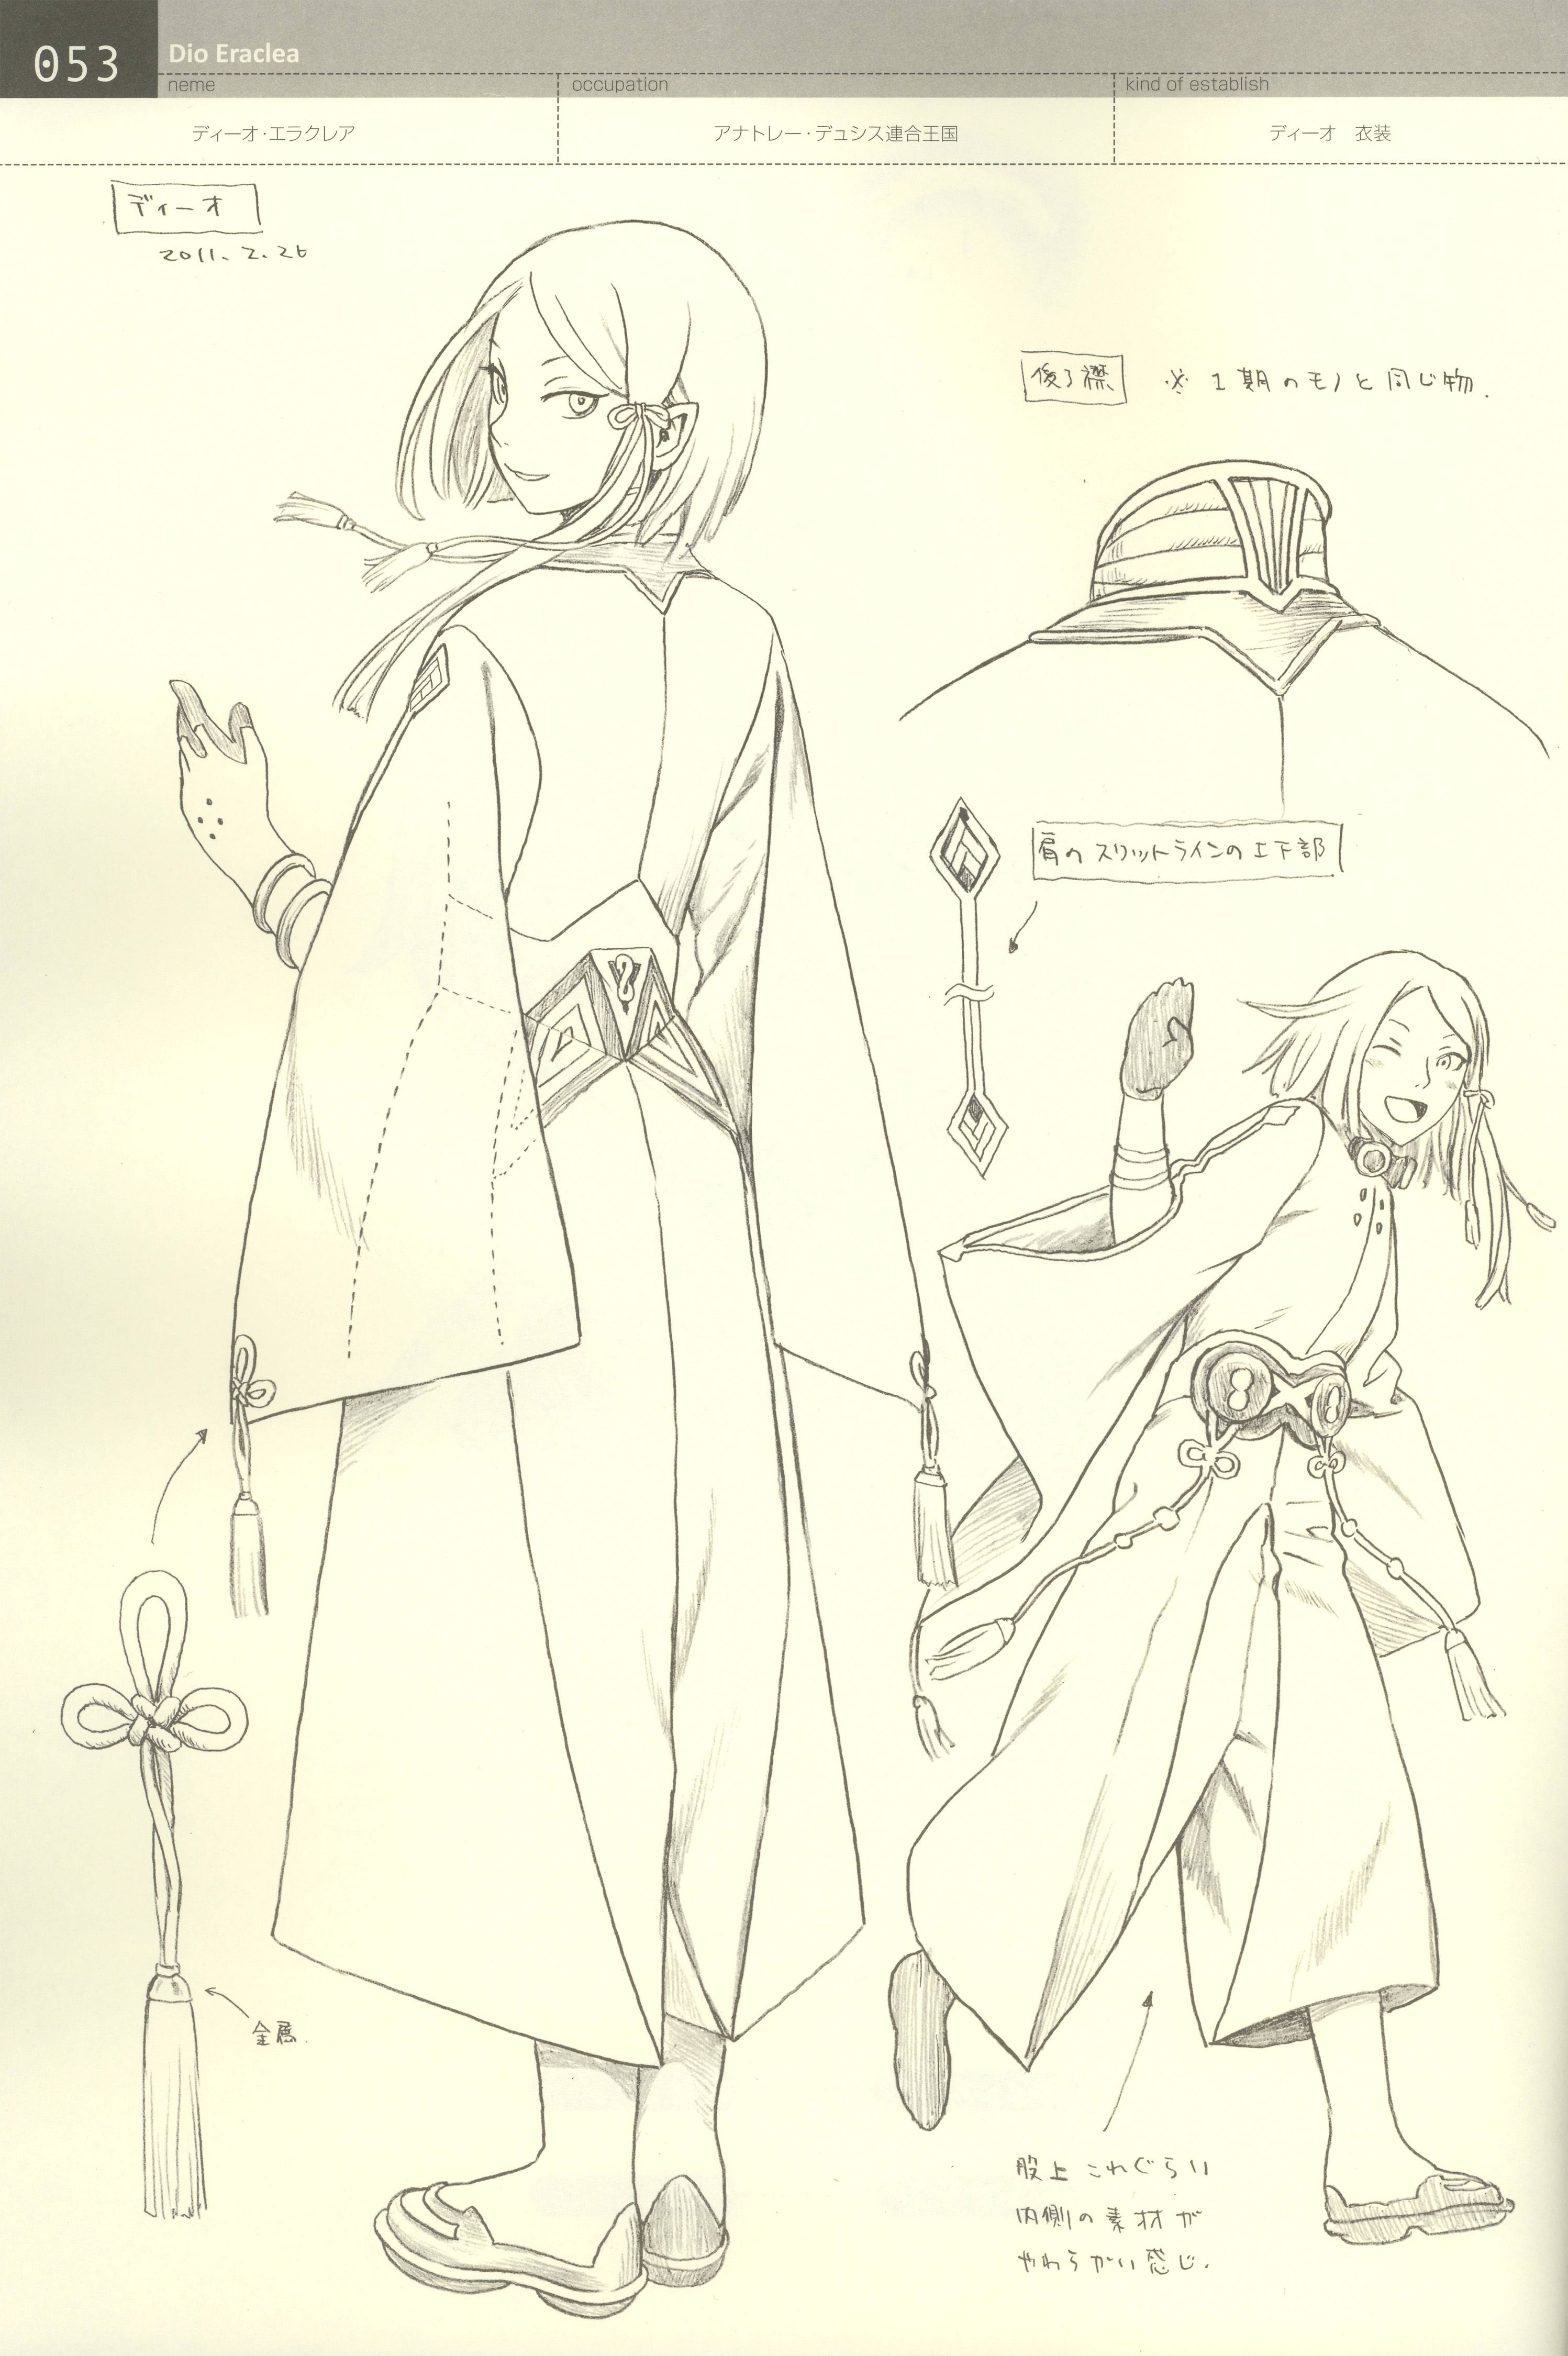 053
Dio Eraclea
neme
occupation
kind of establish
ディーオ・エラクレア
アナトレー・デュシス連合王国
ディーオ 衣装
ディーオ
2011.2.26
後ろ襟
※ 1期のモノと同じ物.
肩のスリットラインの上下部
金属.
股上 これぐらい
内側の素材が
やわらかい感じ.